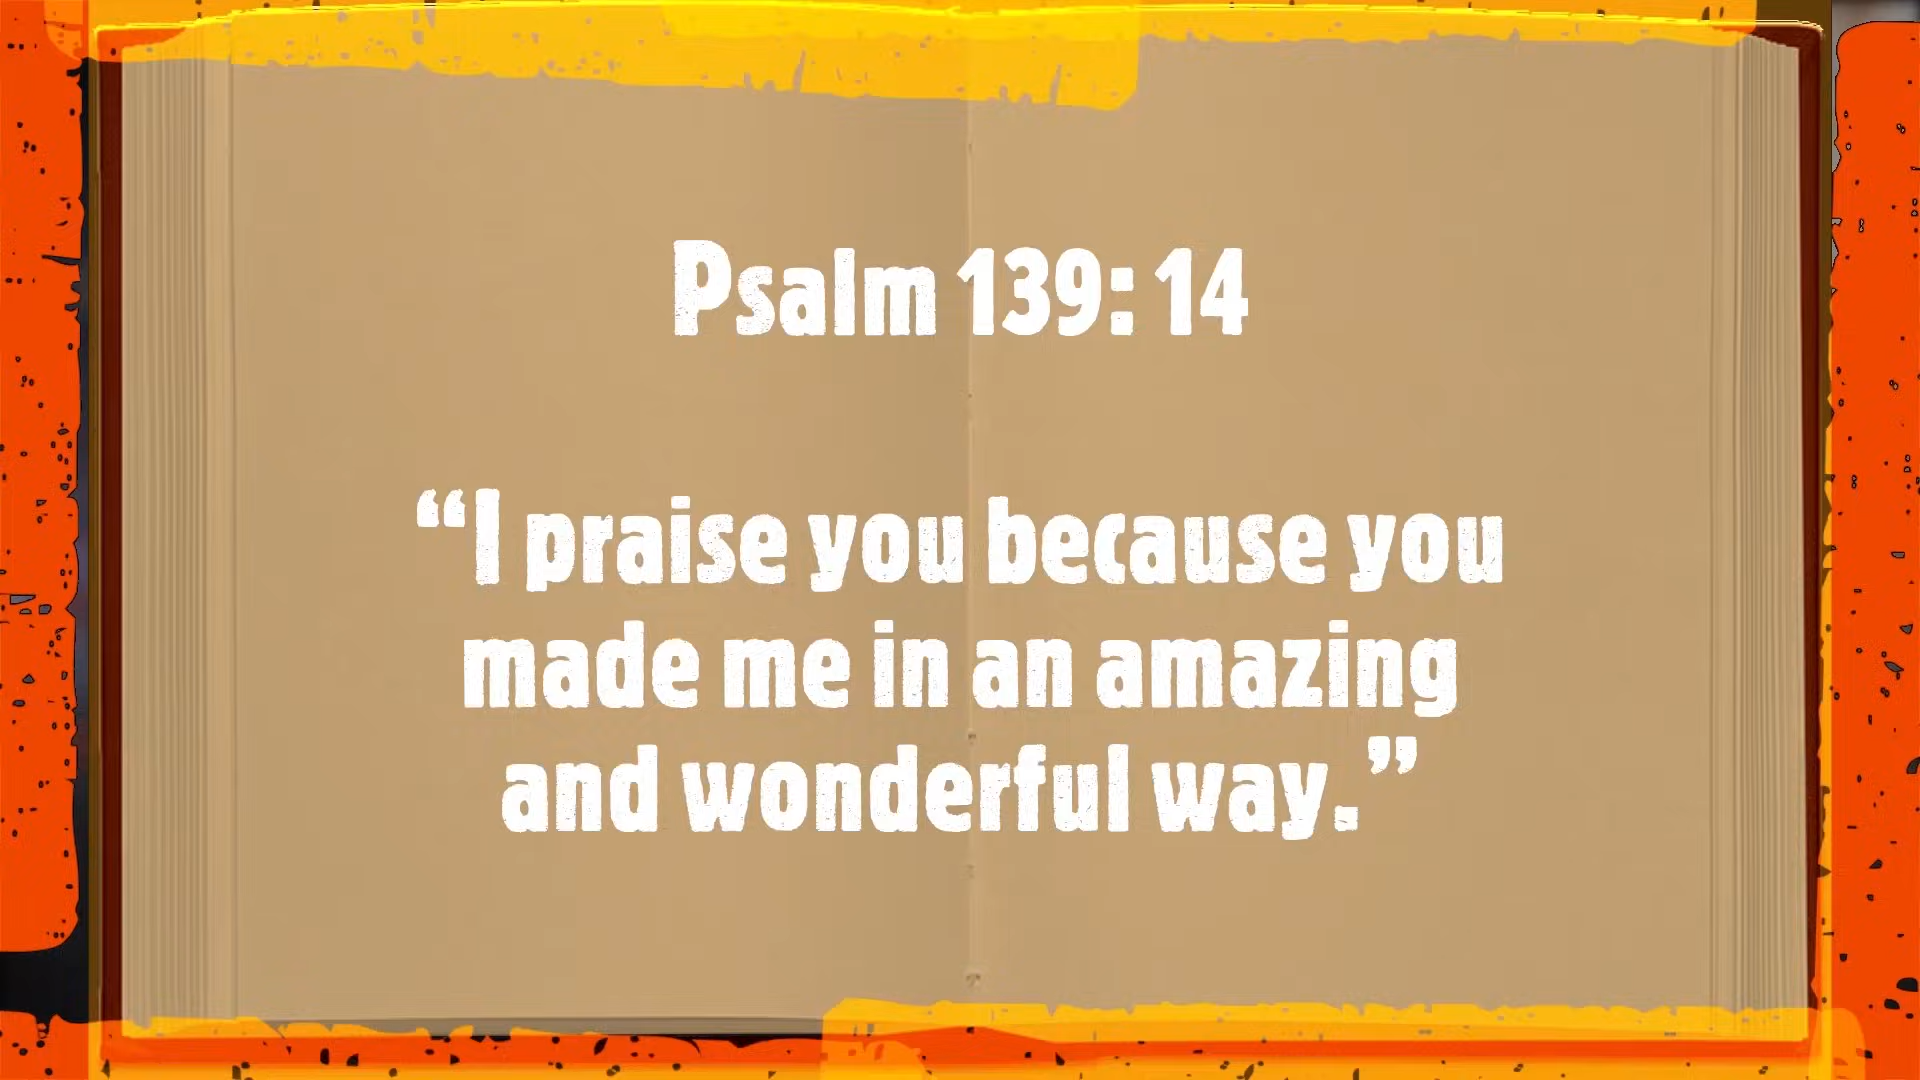 Psalm 139: 14
“I praise you because you
made me in an amazing
and wonderful way.”